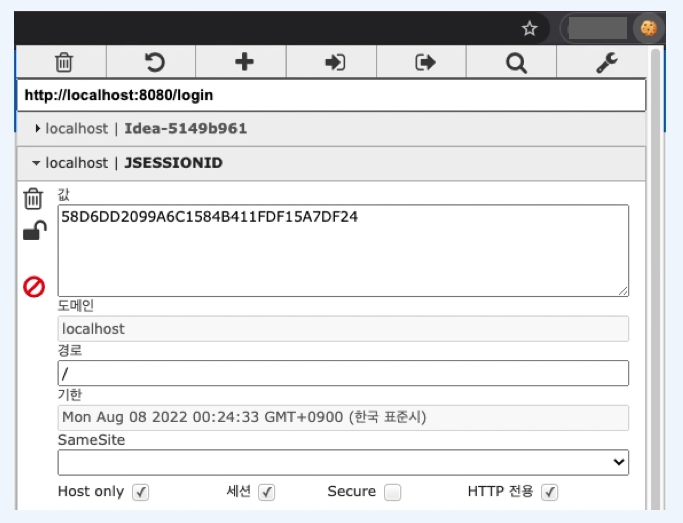 http://localhost:8080/login
localhost | Idea-5149b961
localhost | JSESSIONID
값
58D6DD2099A6C1584B411FDF15A7DF24
도메인
localhost
경로
/
기한
Mon Aug 08 2022 00:24:33 GMT+0900 (한국 표준시)
SameSite
Host only 세션 Secure HTTP 전용